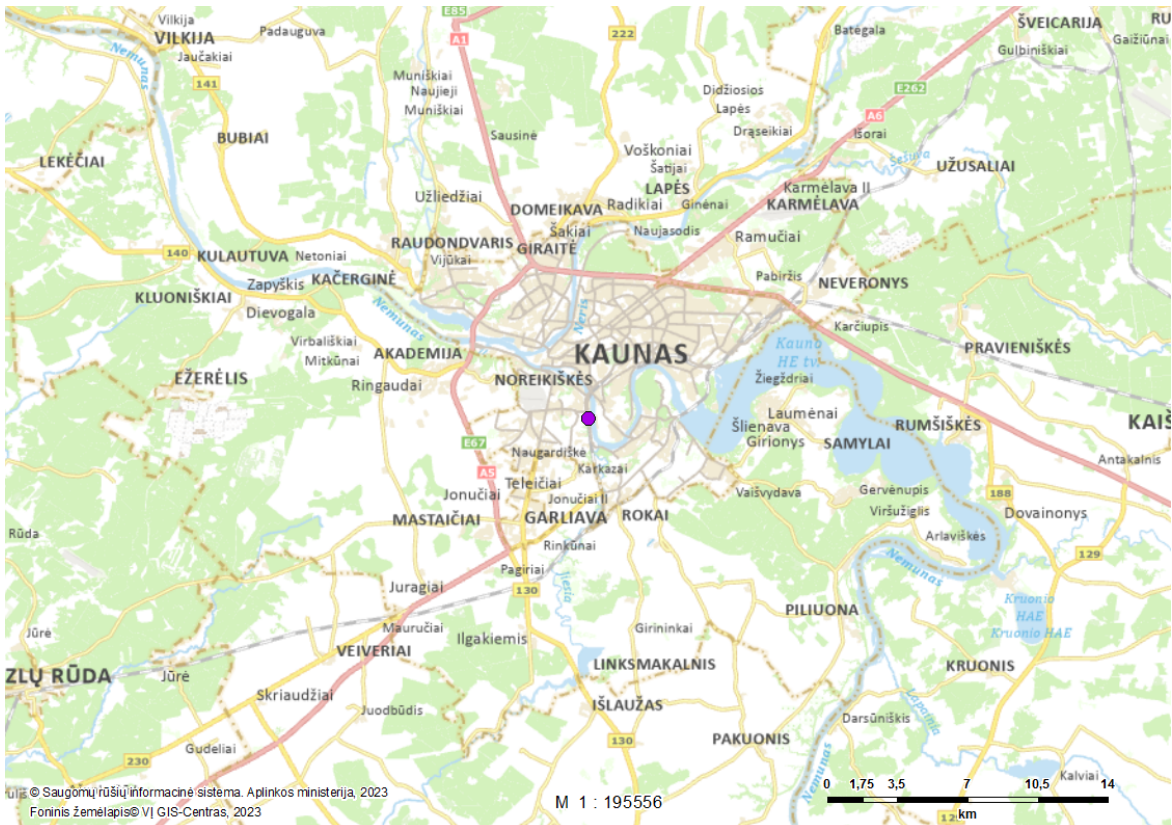 E85
ŠVEICARIJA
RU
Vilkija
VILKIJA
Padauguva
A1
222
Batėgala
Gaižiūnai
Gulbiniškiai
Nemunas
Jaučakiai
141
Muniškiai
Naujieji
Muniškiai
Didžiosios
Lapės
E262
A6
BUBIAI
Sausinė
Drąseikiai
Išorai
LEKĖČIAI
Voškoniai
Šatijai
Šešuva
UŽUSALIAI
Užliedžiai
LAPĖS
Karmėlava II
DOMEIKAVA
Radikiai
Ginėnai
KARMĖLAVA
Šakiai
Naujasodis
Ramučiai
RAUDONDVARIS
GIRAITĖ
140
KULAUTUVA
Netoniai
Vijūkai
Zapyškis
KAČERGINĖ
Pabiržis
NEVERONYS
KLUONIŠKIAI
Dievogala
Nemunas
Neris
Karčiupis
Virbališkiai
Mitkūnai
AKADEMIJA
KAUNAS
Kauno
HE tv.
PRAVIENIŠKĖS
EŽERĖLIS
Ringaudai
NOREIKIŠKĖS
Žiegždriai
Laumėnai
Šlienava
Girionys
RUMŠIŠKĖS
KAIŠ
E67
SAMYLAI
Naugardiškė
Antakalnis
A5
Karkazai
Teleičiai
Vaišvydava
Gervėnupis
188
Jonučiai
Jonučiai II
Viršužiglis
Dovainonys
MASTAIČIAI
GARLIAVA
ROKAI
Rūda
Arlaviškės
Rinkūnai
129
Nemunas
Pagiriai
Juragiai
130
Jiesia
Kruonio
HAE
Kruonio HAE
PILIUONA
Jūrė
Mauručiai
Ilgakiemis
Girininkai
VEIVERIAI
ZLŲ RŪDA
Jūrė
LINKSMAKALNIS
KRUONIS
Skriaudžiai
Juodbūdis
IŠLAUŽAS
Lapainia
Darsūniškis
Gudeliai
130
PAKUONIS
230
Nemunas
Kalviai
© Saugomų rūšių informacinė sistema. Aplinkos ministerija, 2023
Foninis žemėlapis© VĮ GIS-Centras, 2023
M 1 : 195556
0 1,75 3,5 7 10,5 14
km